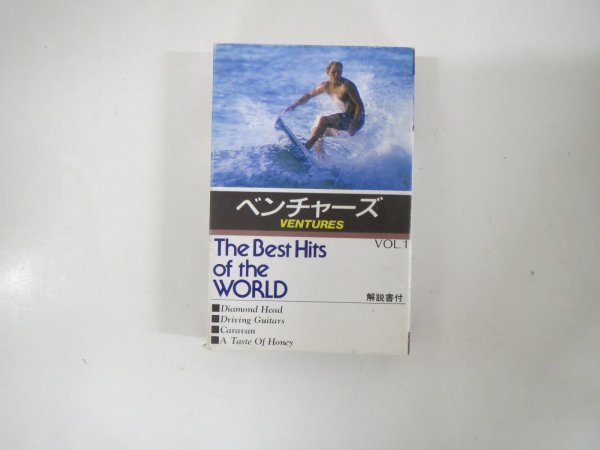 ベンチャーズ
VENTURES
VOL.1
The Best Hits
of the
WORLD
解説書付
■Diamond Head
■Driving Guitars
■Caravan
■A Taste Of Honey